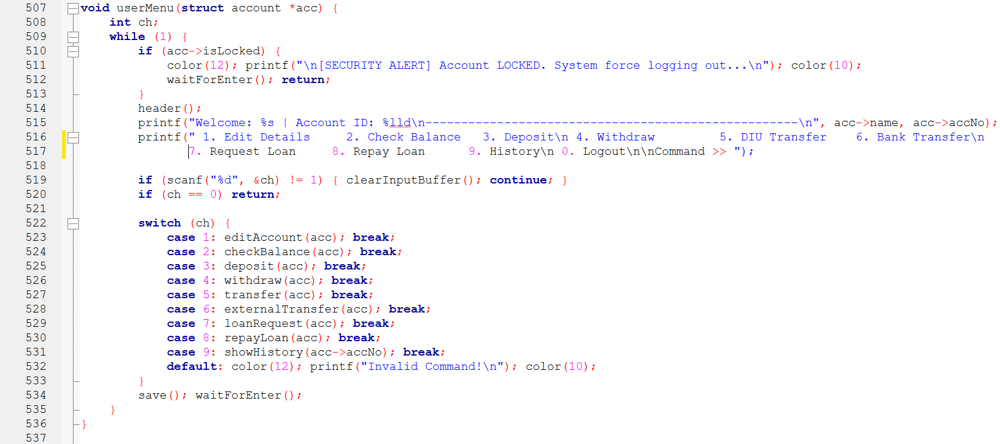 507 void userMenu(struct account *acc) {
508     int ch;
509     while (1) {
510         if (acc->isLocked) {
511             color(12); printf("\n[SECURITY ALERT] Account LOCKED. System force logging out...\n"); color(10);
512             waitForEnter(); return;
513         }
514         header();
515         printf("Welcome: %s | Account ID: %lld\n----------------------------------------------------\n", acc->name, acc->accNo);
516         printf(" 1. Edit Details     2. Check Balance   3. Deposit\n 4. Withdraw         5. DIU Transfer    6. Bank Transfer\n
517                7. Request Loan     8. Repay Loan      9. History\n 0. Logout\n\nCommand >> ");
518
519         if (scanf("%d", &ch) != 1) { clearInputBuffer(); continue; }
520         if (ch == 0) return;
521
522         switch (ch) {
523             case 1: editAccount(acc); break;
524             case 2: checkBalance(acc); break;
525             case 3: deposit(acc); break;
526             case 4: withdraw(acc); break;
527             case 5: transfer(acc); break;
528             case 6: externalTransfer(acc); break;
529             case 7: loanRequest(acc); break;
530             case 8: repayLoan(acc); break;
531             case 9: showHistory(acc->accNo); break;
532             default: color(12); printf("Invalid Command!\n"); color(10);
533         }
534         save(); waitForEnter();
535     }
536 }
537